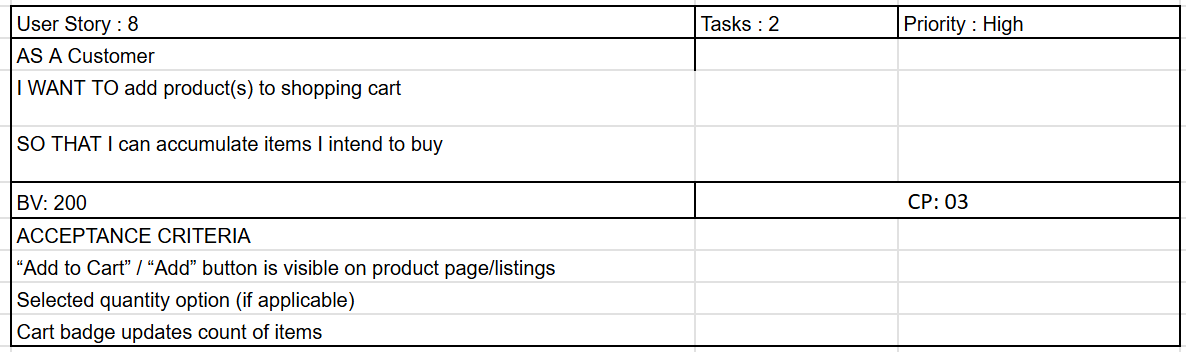 User Story : 8 Tasks : 2 Priority : High
AS A Customer
I WANT TO add product(s) to shopping cart
SO THAT I can accumulate items I intend to buy
BV: 200 CP: 03
ACCEPTANCE CRITERIA
“Add to Cart” / “Add” button is visible on product page/listings
Selected quantity option (if applicable)
Cart badge updates count of items